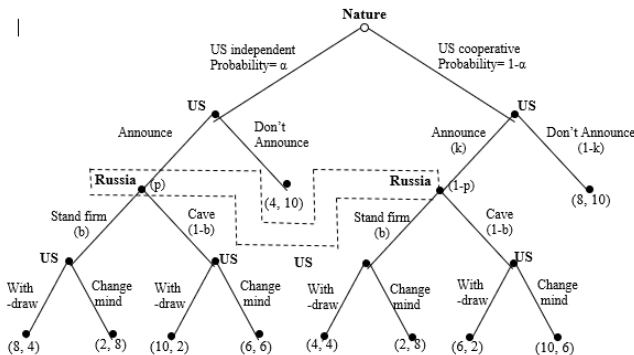 Nature
US independent
Probability= α
US cooperative
Probability= 1-α
US
US
Announce
Don't
Announce
Announce
(k)
Don't Announce
(1-k)
Russia
(p)
Russia
(1-p)
(4, 10)
(8, 10)
Stand firm
(b)
Cave
(1-b)
Stand firm
(b)
Cave
(1-b)
US
US
US
US
With
-draw
Change
mind
With
-draw
Change
mind
With
-draw
Change
mind
With
-draw
Change
mind
(8, 4)
(2, 8)
(10, 2)
(6, 6)
(4, 4)
(2, 8)
(6, 2)
(10, 6)